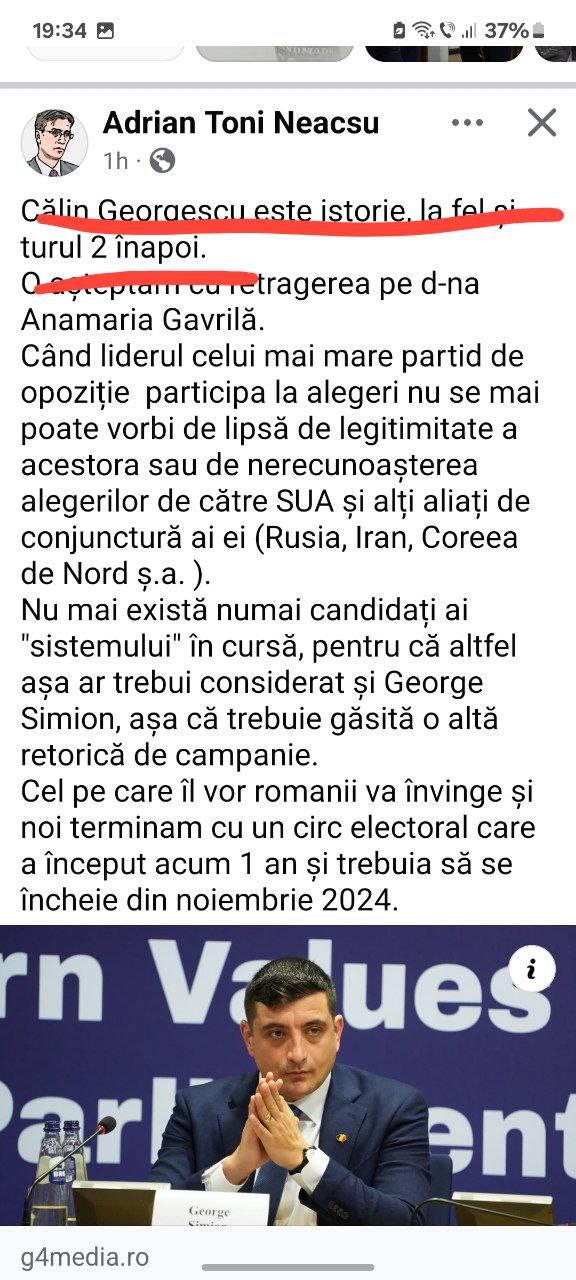 19:34
37%
NDMADE
Adrian Toni Neacsu
1h ·
Călin Georgescu este istorie, la fel și
turul 2 înapoi.
O așteptam cu retragerea pe d-na
Anamaria Gavrilă.
Când liderul celui mai mare partid de
opoziție participa la alegeri nu se mai
poate vorbi de lipsă de legitimitate a
acestora sau de nerecunoașterea
alegerilor de către SUA și alți aliați de
conjunctură ai ei (Rusia, Iran, Coreea
de Nord ș.a. ).
Nu mai există numai candidați ai
"sistemului" în cursă, pentru că altfel
așa ar trebui considerat și George
Simion, așa că trebuie găsită o altă
retorică de campanie.
Cel pe care îl vor romanii va învinge și
noi terminam cu un circ electoral care
a început acum 1 an și trebuia să se
încheie din noiembrie 2024.
rn Values
Parl ent
George
Simion
g4media.ro